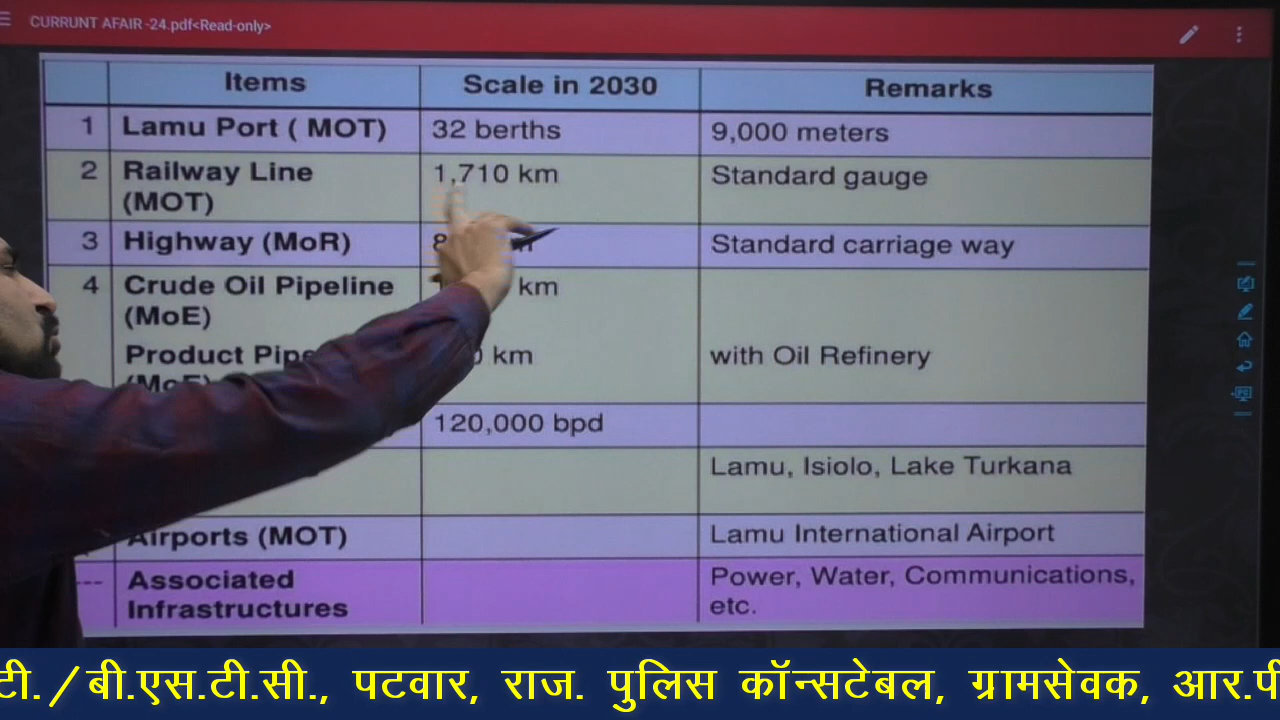 CURRUNT AFAIR -24.pdf<Read-only>
Items Scale in 2030 Remarks
1 Lamu Port ( MOT) 32 berths 9,000 meters
2 Railway Line 1,710 km Standard gauge
(MOT)
3 Highway (MoR) Standard carriage way
4 Crude Oil Pipeline km
(MoE)
Product km with Oil Refinery
120,000 bpd
Lamu, Isiolo, Lake Turkana
Airports (MOT) Lamu International Airport
--- Associated Power, Water, Communications,
Infrastructures etc.
टी./बी.एस.टी.सी., पटवार, राज. पुलिस कॉन्सटेबल, ग्रामसेवक, आर.पी